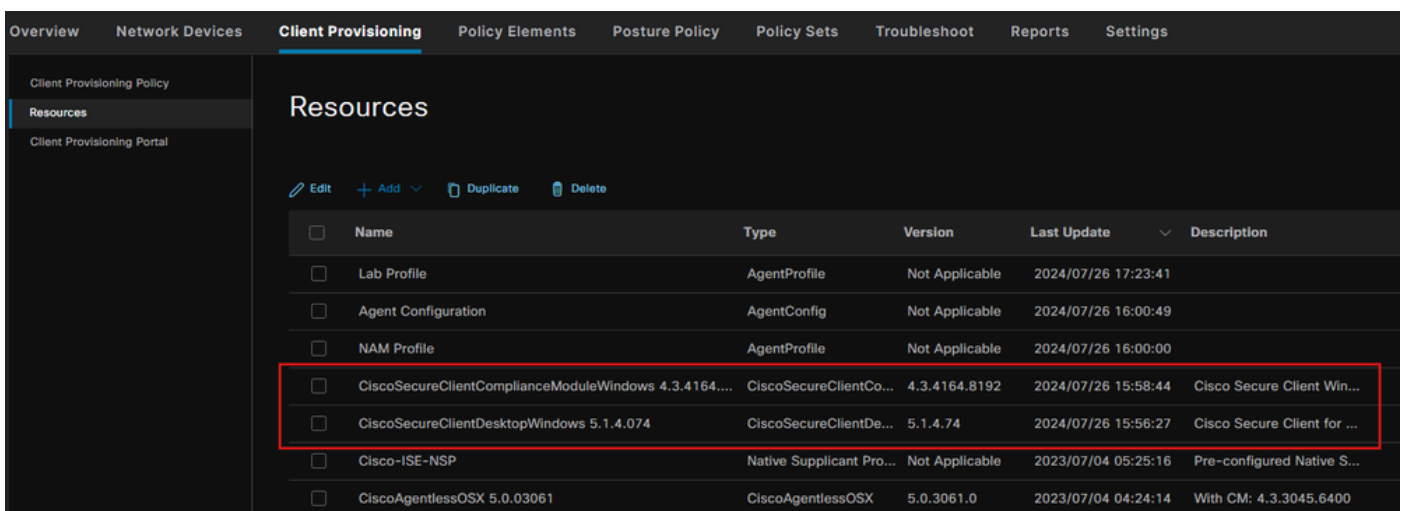 Overview Network Devices Client Provisioning Policy Elements Posture Policy Policy Sets Troubleshoot Reports Settings
Client Provisioning Policy
Resources
Client Provisioning Portal
Resources
Edit Add Duplicate Delete
Name Type Version Last Update Description
Lab Profile AgentProfile Not Applicable 2024/07/26 17:23:41
Agent Configuration AgentConfig Not Applicable 2024/07/26 16:00:49
NAM Profile AgentProfile Not Applicable 2024/07/26 16:00:00
CiscoSecureClientComplianceModuleWindows 4.3.4164.... CiscoSecureClientCo... 4.3.4164.8192 2024/07/26 15:58:44 Cisco Secure Client Win...
CiscoSecureClientDesktopWindows 5.1.4.074 CiscoSecureClientDe... 5.1.4.74 2024/07/26 15:56:27 Cisco Secure Client for ...
Cisco-ISE-NSP Native Supplicant Pro... Not Applicable 2023/07/04 05:25:16 Pre-configured Native S...
CiscoAgentlessOSX 5.0.03061 CiscoAgentlessOSX 5.0.3061.0 2023/07/04 04:24:14 With CM: 4.3.3045.6400